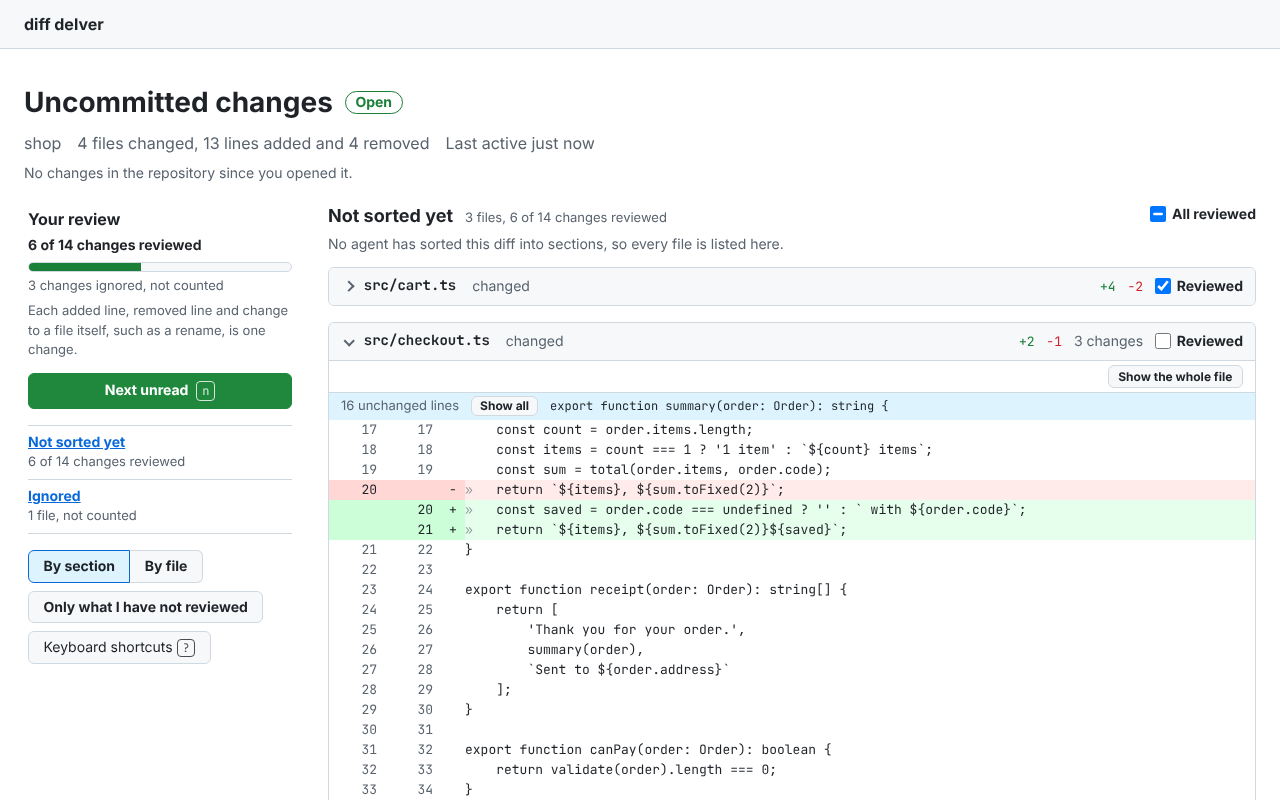 diff delver
Uncommitted changes Open
shop 4 files changed, 13 lines added and 4 removed Last active just now
No changes in the repository since you opened it.
Your review
6 of 14 changes reviewed
3 changes ignored, not counted
Each added line, removed line and change
to a file itself, such as a rename, is one
change.
Next unread n
Not sorted yet
6 of 14 changes reviewed
Ignored
1 file, not counted
By section By file
Only what I have not reviewed
Keyboard shortcuts ?
Not sorted yet 3 files, 6 of 14 changes reviewed All reviewed
No agent has sorted this diff into sections, so every file is listed here.
src/cart.ts changed +4 -2 Reviewed
src/checkout.ts changed +2 -1 3 changes Reviewed
Show the whole file
16 unchanged lines Show all export function summary(order: Order): string {
17 17     const count = order.items.length;
18 18     const items = count === 1 ? '1 item' : `${count} items`;
19 19     const sum = total(order.items, order.code);
20 - »   return `${items}, ${sum.toFixed(2)}`;
20 + »   const saved = order.code === undefined ? '' : ` with ${order.code}`;
21 + »   return `${items}, ${sum.toFixed(2)}${saved}`;
21 22 }
22 23
23 24 export function receipt(order: Order): string[] {
24 25     return [
25 26         'Thank you for your order.',
26 27         summary(order),
27 28         `Sent to ${order.address}`
28 29     ];
29 30 }
30 31
31 32 export function canPay(order: Order): boolean {
32 33     return validate(order).length === 0;
33 34 }